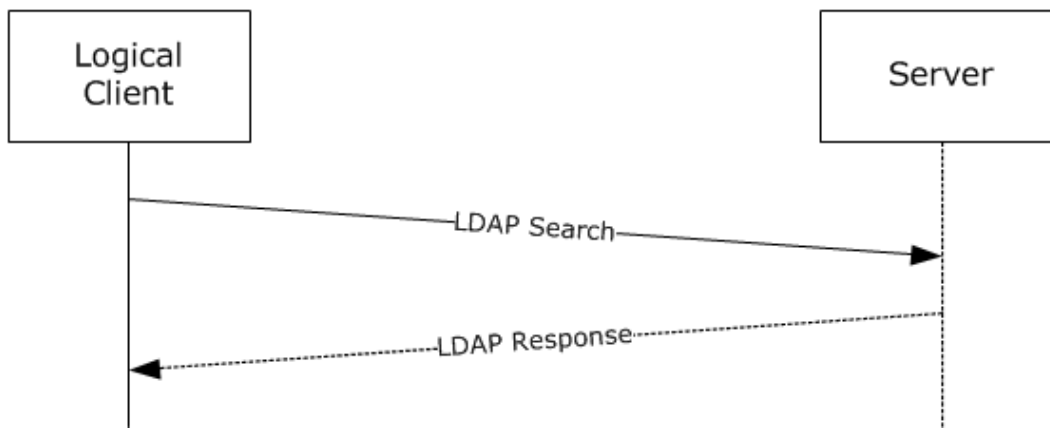 Logical
Client
Server
LDAP Search
LDAP Response